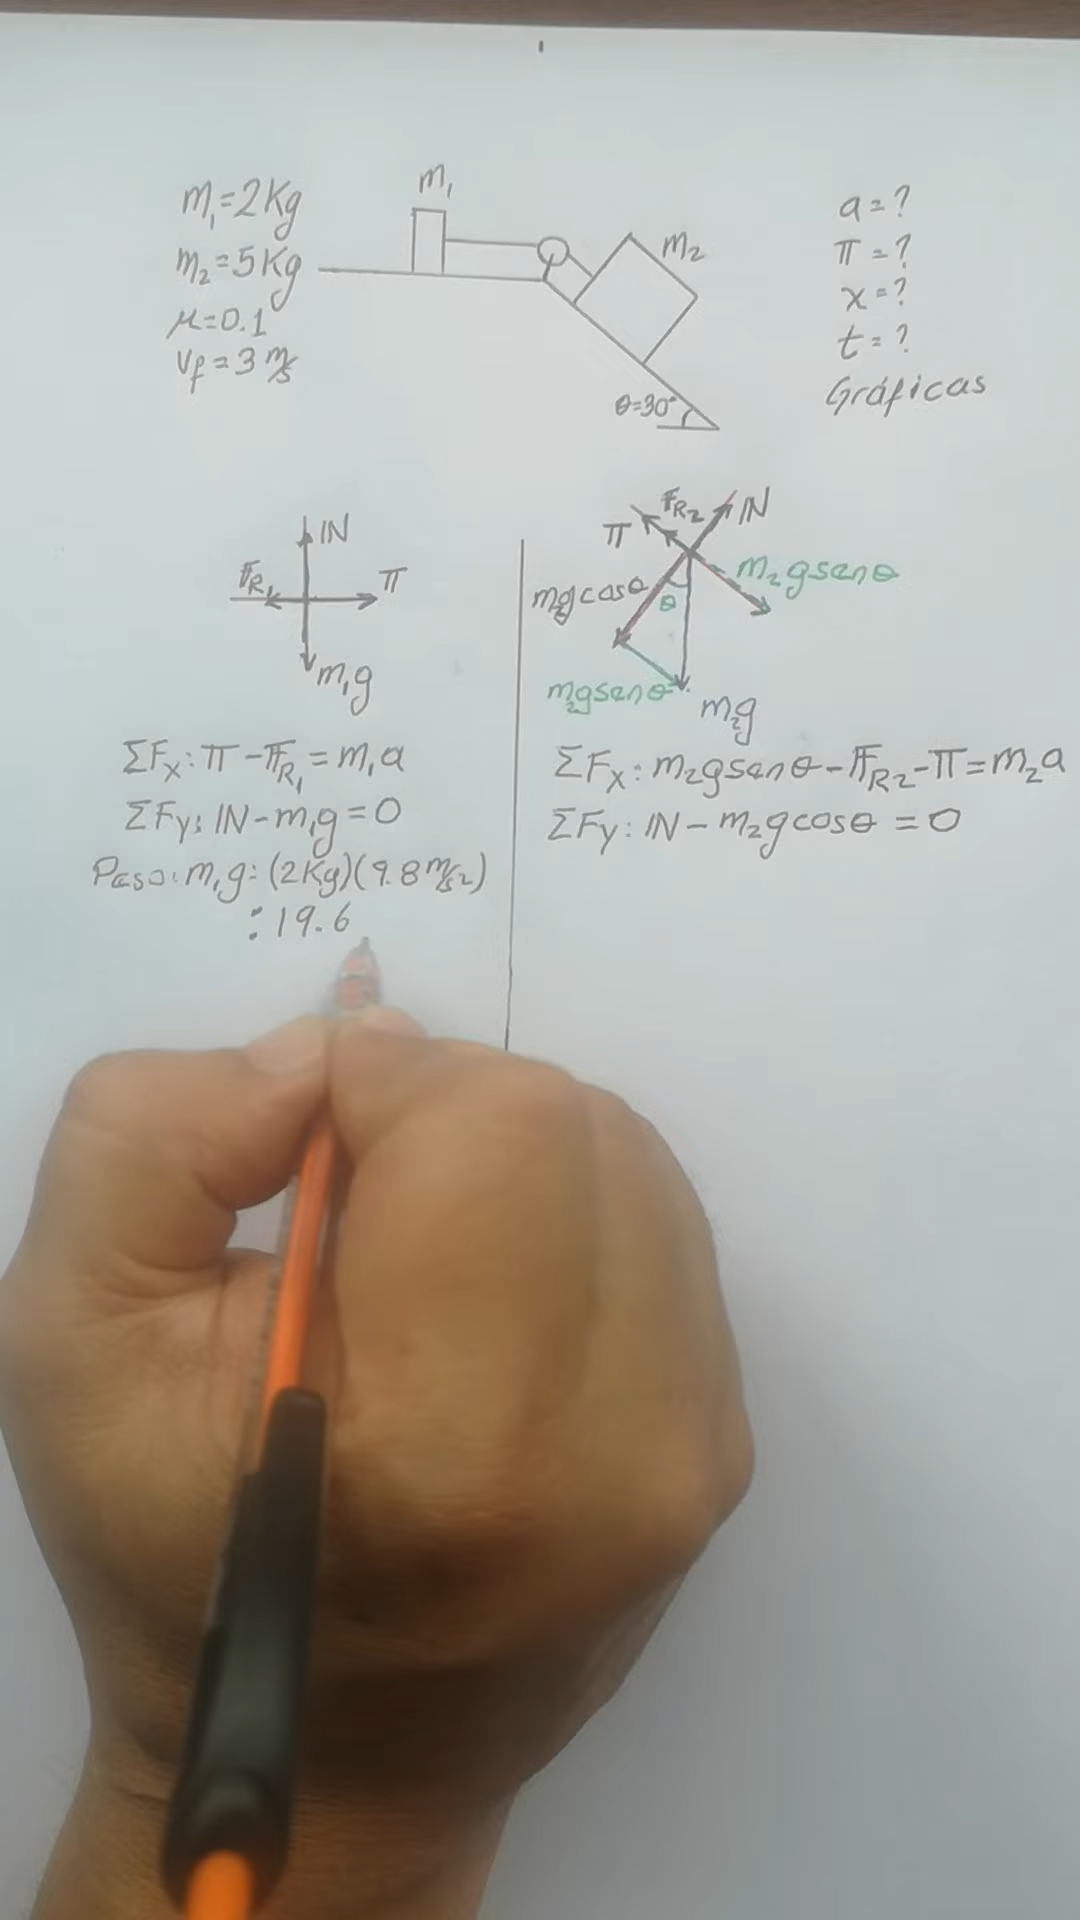 m₁=2Kg
m₂=5Kg
μ=0.1
Vf=3 m/s
m₁
m₂
θ=30°
a=?
T=?
x=?
t=?
Gráficas
N
FR₁
T
m₁g
FR₂
N
T
m₂gsenθ
m₂gcosθ
θ
m₂gsenθ
m₂g
ΣFx: T-FR₁=m₁a
ΣFy: N-m₁g=0
Peso: m₁g: (2Kg)(9.8m/s²)
: 19.6
ΣFx: m₂gsenθ-FR₂-T=m₂a
ΣFy: N-m₂gcosθ=0